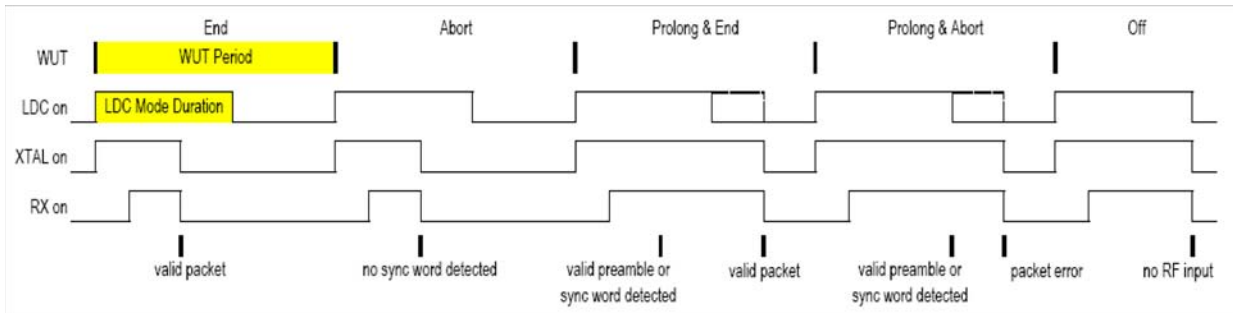 End
Abort
Prolong & End
Prolong & Abort
Off
WUT
WUT Period
LDC on
LDC Mode Duration
XTAL on
RX on
valid packet
no sync word detected
valid preamble or
sync word detected
valid packet
valid preamble or
sync word detected
packet error
no RF input